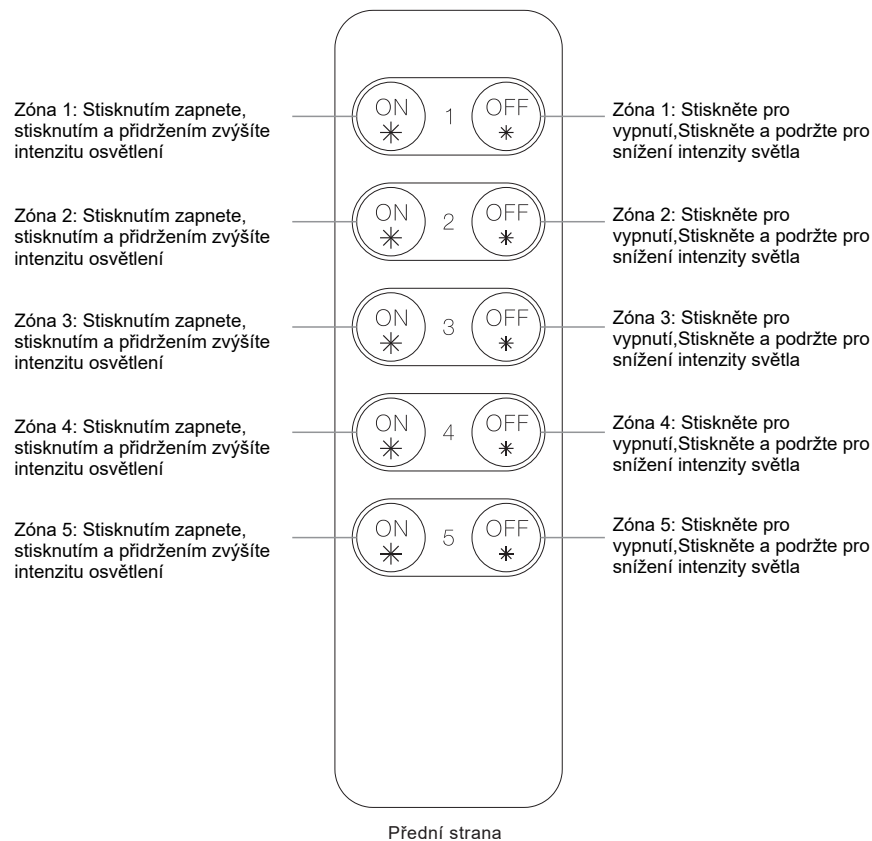 Zóna 1: Stisknutím zapnete,
stisknutím a přidržením zvýšíte
intenzitu osvětlení
ON 1 OFF
Zóna 1: Stiskněte pro
vypnutí,Stiskněte a podržte pro
snížení intenzity světla
Zóna 2: Stisknutím zapnete,
stisknutím a přidržením zvýšíte
intenzitu osvětlení
ON 2 OFF
Zóna 2: Stiskněte pro
vypnutí,Stiskněte a podržte pro
snížení intenzity světla
Zóna 3: Stisknutím zapnete,
stisknutím a přidržením zvýšíte
intenzitu osvětlení
ON 3 OFF
Zóna 3: Stiskněte pro
vypnutí,Stiskněte a podržte pro
snížení intenzity světla
Zóna 4: Stisknutím zapnete,
stisknutím a přidržením zvýšíte
intenzitu osvětlení
ON 4 OFF
Zóna 4: Stiskněte pro
vypnutí,Stiskněte a podržte pro
snížení intenzity světla
Zóna 5: Stisknutím zapnete,
stisknutím a přidržením zvýšíte
intenzitu osvětlení
ON 5 OFF
Zóna 5: Stiskněte pro
vypnutí,Stiskněte a podržte pro
snížení intenzity světla
Přední strana